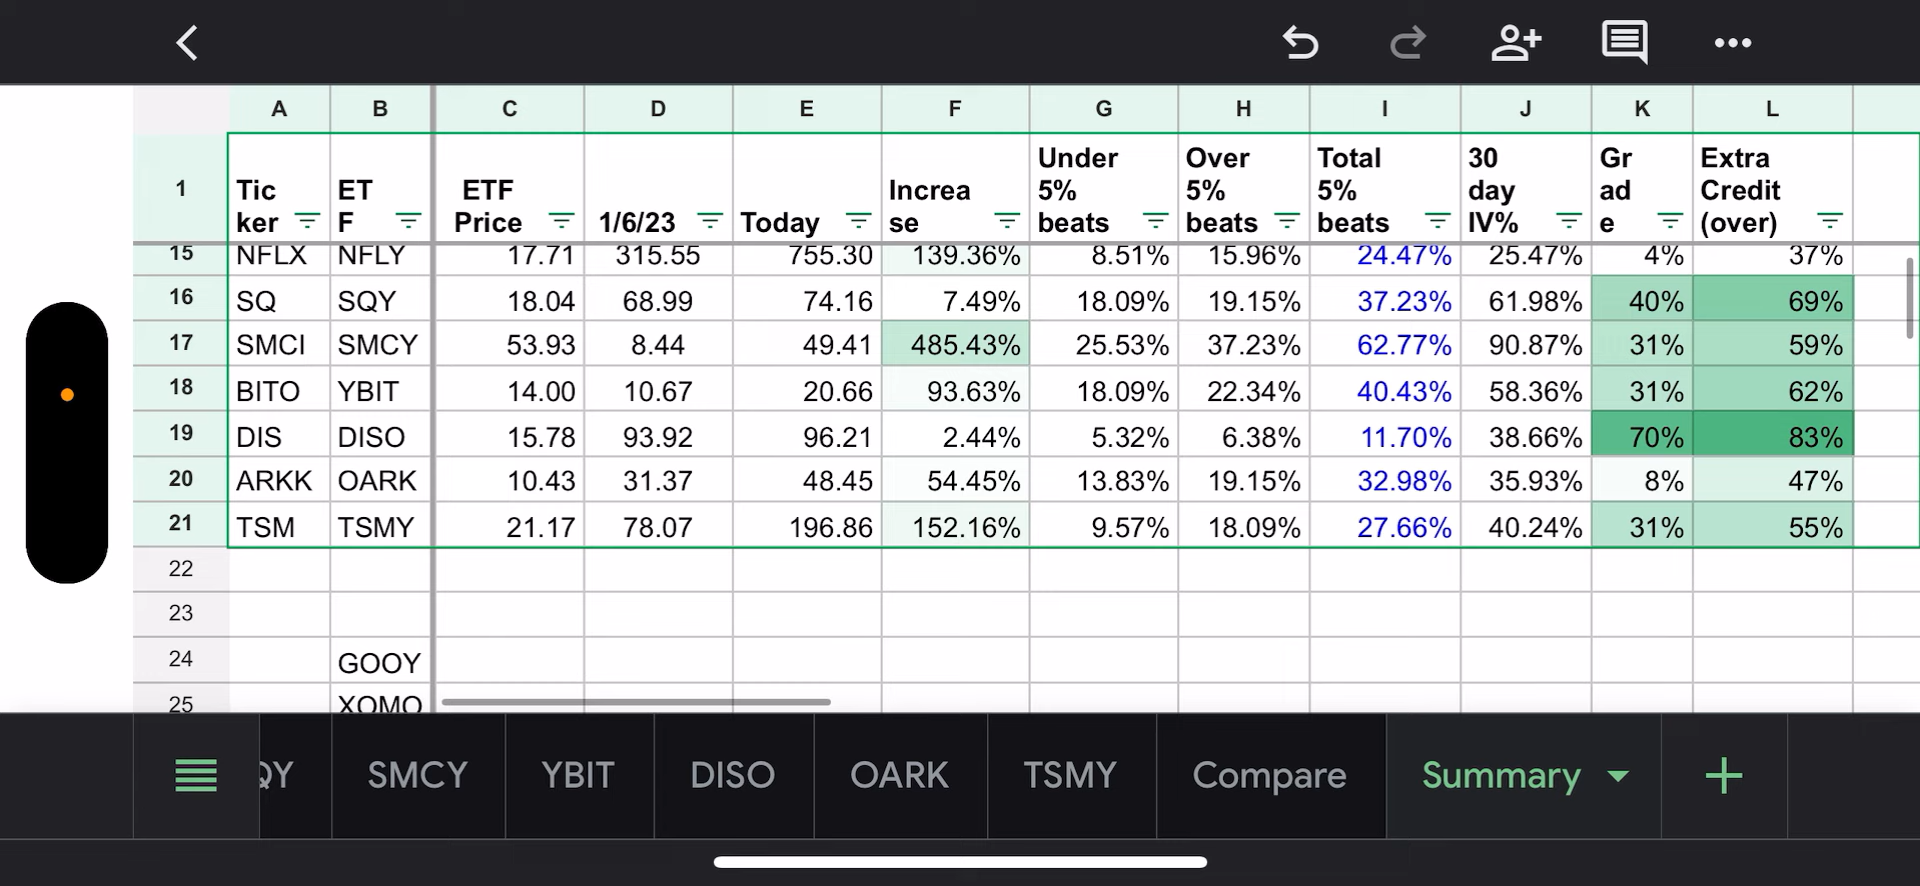 A B C D E F G H I J K L
1 Ticker ETF ETF Price 1/6/23 Today Increase Under 5% beats Over 5% beats Total 5% beats 30 day IV% Grade Extra Credit (over)
15 NFLX NFLY 17.71 315.55 755.30 139.36% 8.51% 15.96% 24.47% 25.47% 4% 37%
16 SQ SQY 18.04 68.99 74.16 7.49% 18.09% 19.15% 37.23% 61.98% 40% 69%
17 SMCI SMCY 53.93 8.44 49.41 485.43% 25.53% 37.23% 62.77% 90.87% 31% 59%
18 BITO YBIT 14.00 10.67 20.66 93.63% 18.09% 22.34% 40.43% 58.36% 31% 62%
19 DIS DISO 15.78 93.92 96.21 2.44% 5.32% 6.38% 11.70% 38.66% 70% 83%
20 ARKK OARK 10.43 31.37 48.45 54.45% 13.83% 19.15% 32.98% 35.93% 8% 47%
21 TSM TSMY 21.17 78.07 196.86 152.16% 9.57% 18.09% 27.66% 40.24% 31% 55%
22
23
24 GOOY
25 XOMO
QY SMCY YBIT DISO OARK TSMY Compare Summary